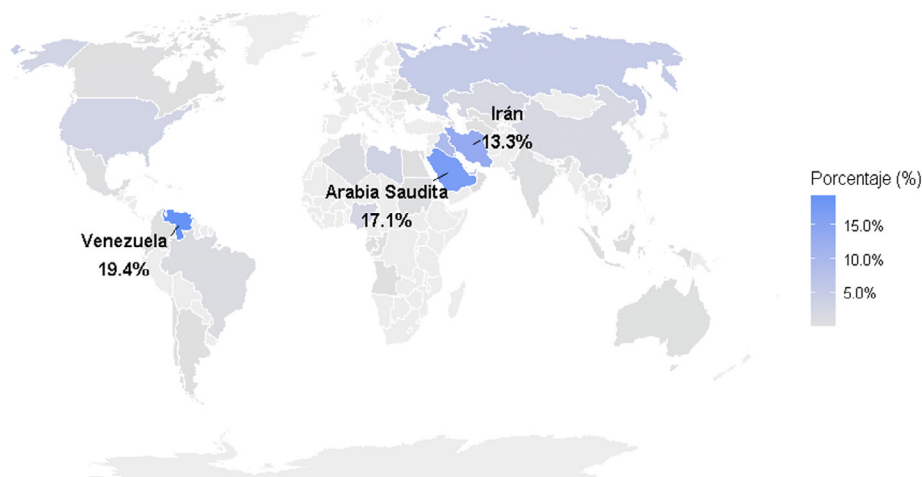 Irán
13.3%
Arabia Saudita
17.1%
Venezuela
19.4%
Porcentaje (%)
15.0%
10.0%
5.0%